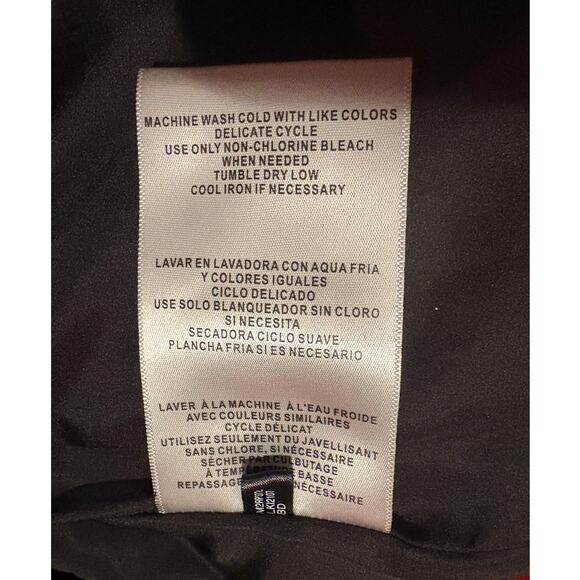 MACHINE WASH COLD WITH LIKE COLORS
DELICATE CYCLE
USE ONLY NON-CHLORINE BLEACH
WHEN NEEDED
TUMBLE DRY LOW
COOL IRON IF NECESSARY
LAVAR EN LAVADORA CON AQUA FRIA
Y COLORES IGUALES
CICLO DELICADO
USE SOLO BLANQUEADOR SIN CLORO
SI NECESITA
SECADORA CICLO SUAVE
PLANCHA FRIA SI ES NECESARIO
LAVER À LA MACHINE À L'EAU FROIDE
AVEC COULEURS SIMILAIRES
CYCLE DÉLICAT
UTILISEZ SEULEMENT DU JAVELLISANT
SANS CHLORE, SI NÉCESSAIRE
SÉCHER PAR CULBUTAGE
À TEMPÉRATURE BASSE
REPASSAGE NÉCESSAIRE